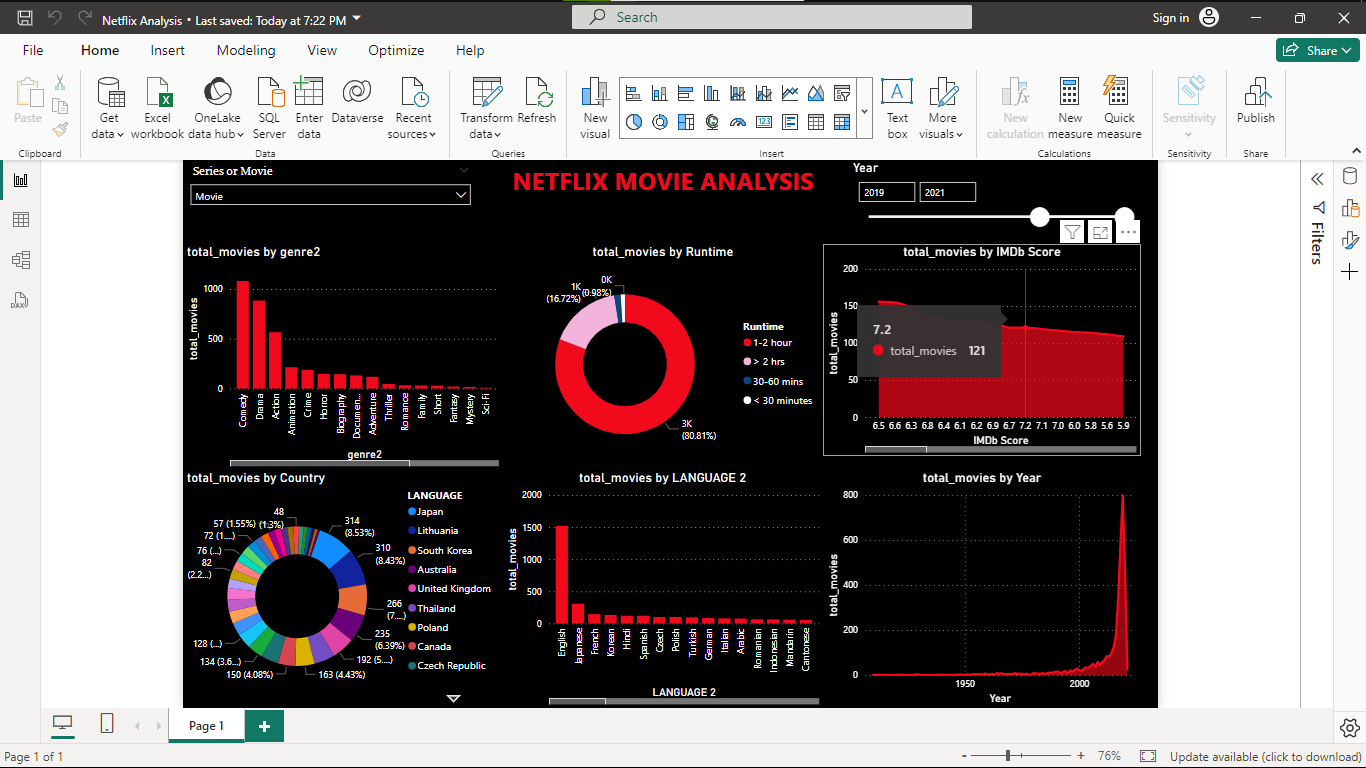 Netflix Analysis • Last saved: Today at 7:22 PM
Search
Sign in
File Home Insert Modeling View Optimize Help
Share
Paste
Get data
Excel workbook
OneLake data hub
SQL Server
Enter data
Dataverse
Recent sources
Transform data
Refresh
New visual
Text box
More visuals
New calculation
New measure
Quick measure
Sensitivity
Publish
Clipboard Data Queries Insert Calculations Sensitivity Share
Series or Movie
Movie
NETFLIX MOVIE ANALYSIS
Year
2019 2021
Filters
total_movies by genre2
total_movies
1000
500
0
Comedy Drama Action Animation Crime Horror Biography Documen... Adventure Thriller Romance Family Short Fantasy Mystery Sci-Fi
genre2
total_movies by Runtime
0K
(0.98%)
1K
(16.72%)
3K
(80.81%)
Runtime
1-2 hour
> 2 hrs
30-60 mins
< 30 minutes
total_movies by IMDb Score
total_movies
200
150
100
50
0
7.2
total_movies 121
6.5 6.6 6.3 6.8 6.4 6.1 6.2 6.9 6.7 7.2 7.1 7.0 6.0 5.8 5.6 5.9
IMDb Score
total_movies by Country
48
(1.3%)
57 (1.55%)
72 (1....)
76 (...)
82
(2.2...)
128 (...)
134 (3.6...)
150 (4.08%)
163 (4.43%)
192 (5....)
235
(6.39%)
266
(7....)
310
(8.43%)
314
(8.53%)
LANGUAGE
Japan
Lithuania
South Korea
Australia
United Kingdom
Thailand
Poland
Canada
Czech Republic
total_movies by LANGUAGE 2
total_movies
2000
1500
1000
500
0
English Japanese French Korean Hindi Spanish Czech Polish Turkish German Italian Arabic Romanian Indonesian Mandarin Cantonese
LANGUAGE 2
total_movies by Year
total_movies
800
600
400
200
0
1950 2000
Year
Page 1
Page 1 of 1
- + 76%
Update available (click to download)